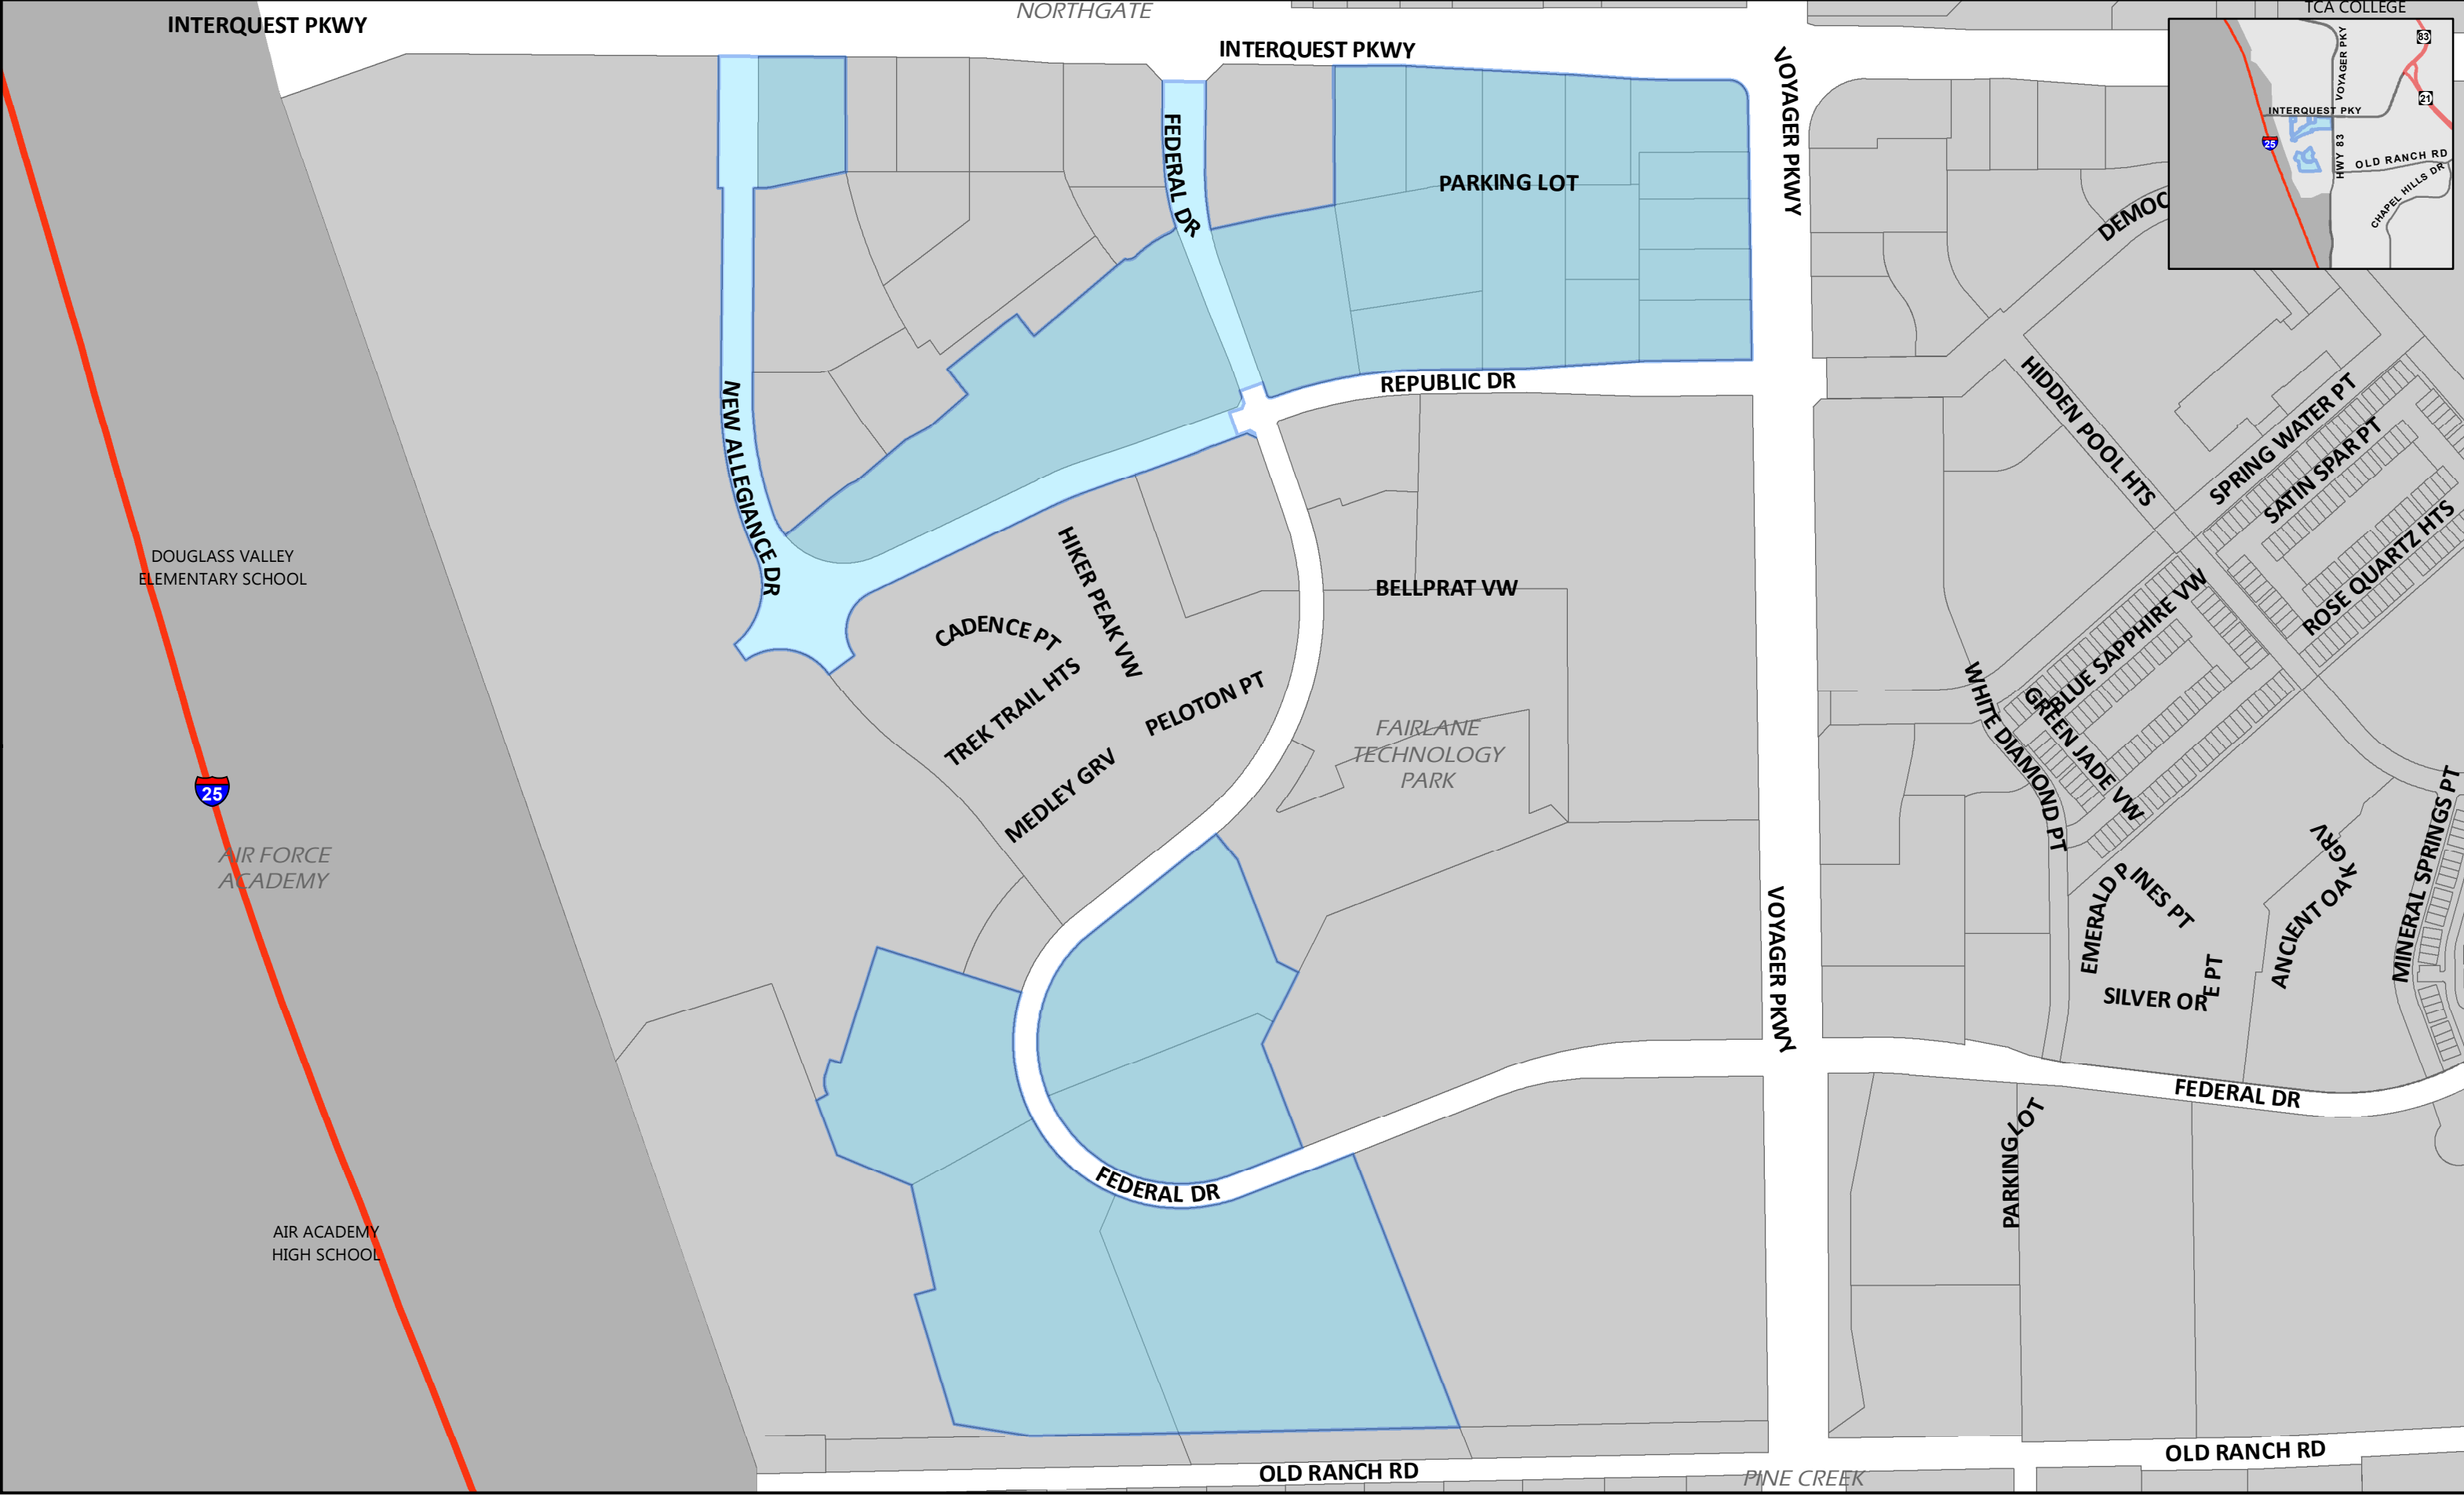 NORTHGATE
TCA COLLEGE
INTERQUEST PKWY
INTERQUEST PKWY
VOYAGER PKWY
83
21
VOYAGER PKY
INTERQUEST PKY
25
HWY 83
OLD RANCH RD
CHAPEL HILLS DR
FEDERAL DR
PARKING LOT
DEMOC
REPUBLIC DR
NEW ALLEGIANCE DR
HIDDEN POOL HTS
SPRING WATER PT
SATIN SPAR PT
ROSE QUARTZ HTS
DOUGLASS VALLEY
ELEMENTARY SCHOOL
HIKER PEAK VW
BELLPRAT VW
CADENCE PT
TREK TRAIL HTS
PELOTON PT
MEDLEY GRV
FAIRLANE
TECHNOLOGY
PARK
BLUE SAPPHIRE VW
GREEN JADE VW
WHITE DIAMOND PT
25
AIR FORCE
ACADEMY
VOYAGER PKWY
EMERALD PINES PT
ANCIENT OAK GRV
MINERAL SPRINGS PT
SILVER ORE PT
FEDERAL DR
PARKING LOT
FEDERAL DR
AIR ACADEMY
HIGH SCHOOL
OLD RANCH RD
OLD RANCH RD
PINE CREEK